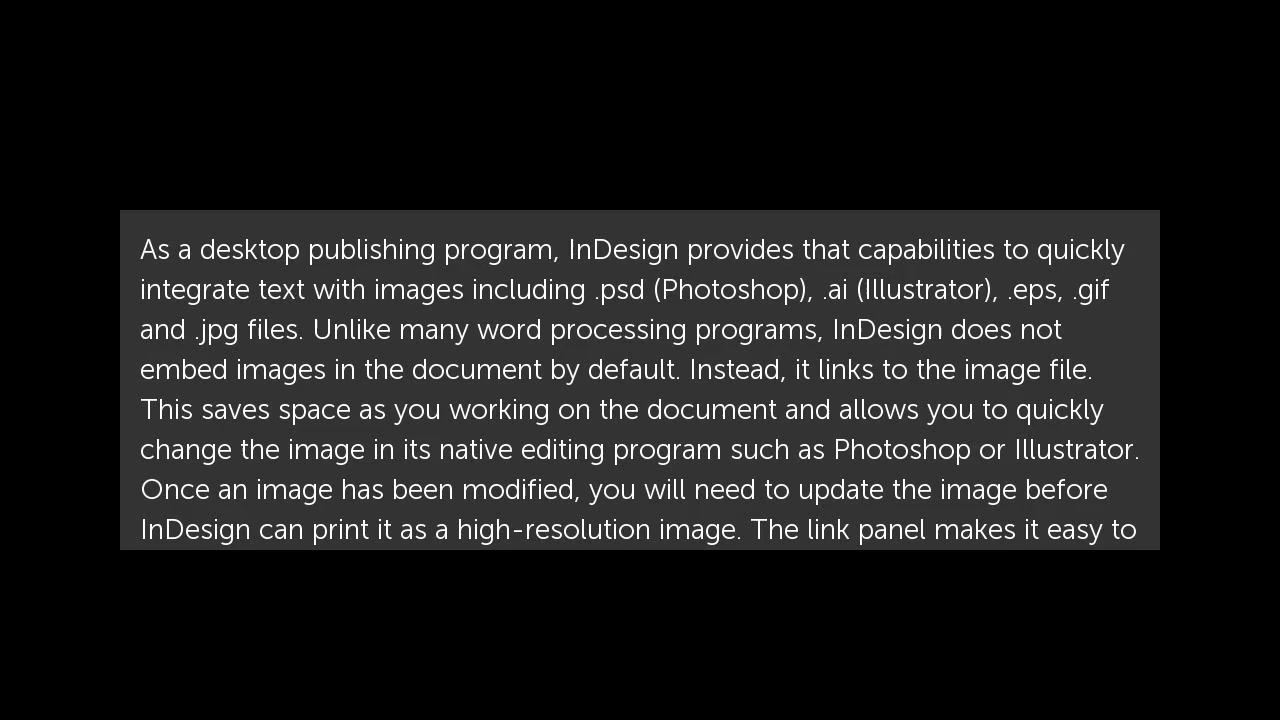 As a desktop publishing program, InDesign provides that capabilities to quickly
integrate text with images including .psd (Photoshop), .ai (Illustrator), .eps, .gif
and .jpg files. Unlike many word processing programs, InDesign does not
embed images in the document by default. Instead, it links to the image file.
This saves space as you working on the document and allows you to quickly
change the image in its native editing program such as Photoshop or Illustrator.
Once an image has been modified, you will need to update the image before
InDesign can print it as a high-resolution image. The link panel makes it easy to